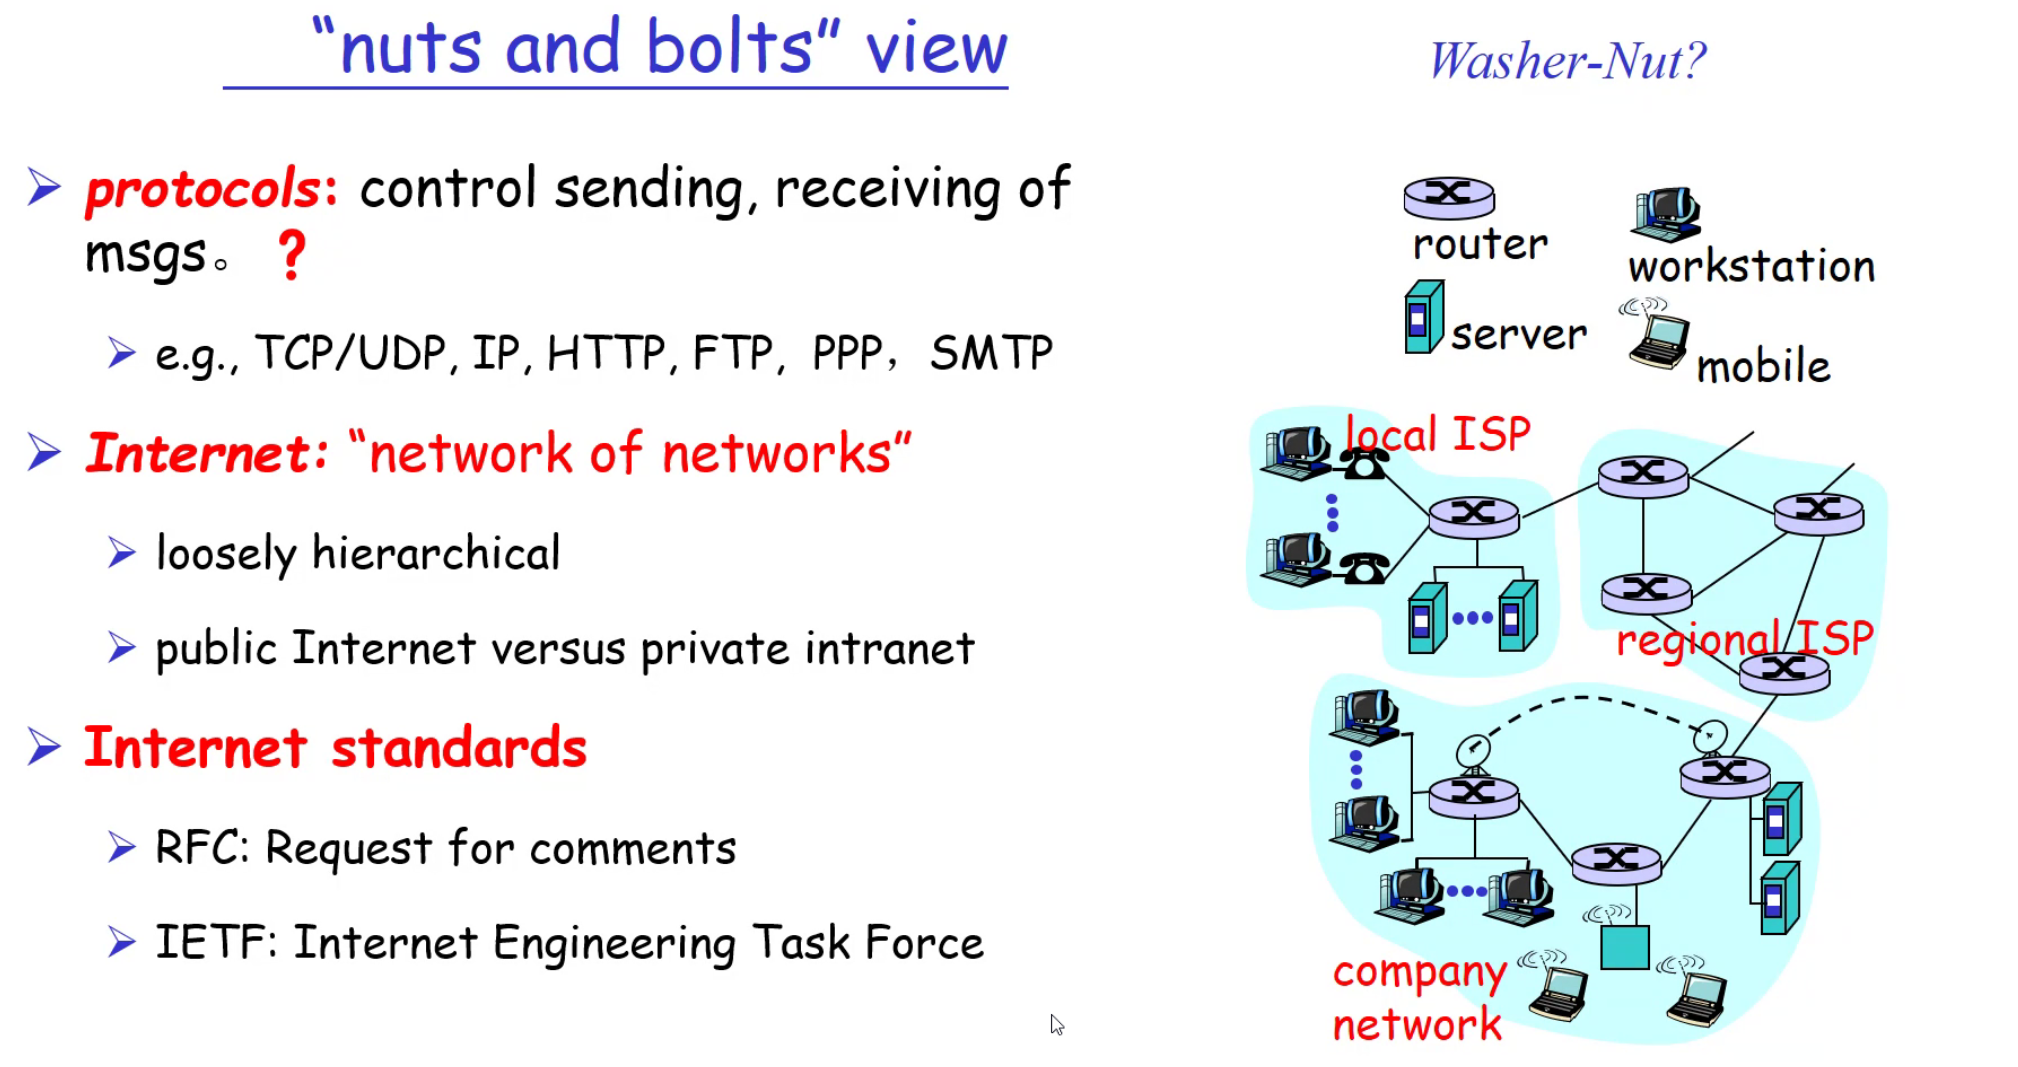 “nuts and bolts” view
Washer-Nut?
protocols: control sending, receiving of
msgs。 ?
e.g., TCP/UDP, IP, HTTP, FTP, PPP，SMTP
Internet: “network of networks”
loosely hierarchical
public Internet versus private intranet
Internet standards
RFC: Request for comments
IETF: Internet Engineering Task Force
router
workstation
server
mobile
local ISP
regional ISP
company
network